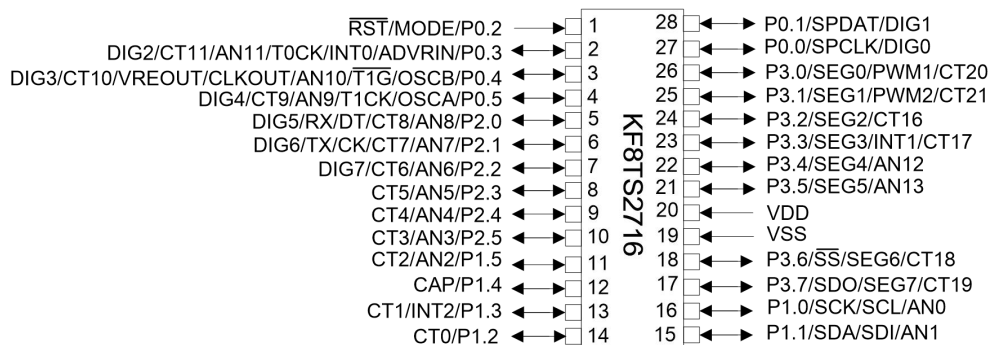 RST/MODE/P0.2 1
DIG2/CT11/AN11/T0CK/INT0/ADVRIN/P0.3 2
DIG3/CT10/VREOUT/CLKOUT/AN10/T1G/OSCB/P0.4 3
DIG4/CT9/AN9/T1CK/OSCA/P0.5 4
DIG5/RX/DT/CT8/AN8/P2.0 5
DIG6/TX/CK/CT7/AN7/P2.1 6
DIG7/CT6/AN6/P2.2 7
CT5/AN5/P2.3 8
CT4/AN4/P2.4 9
CT3/AN3/P2.5 10
CT2/AN2/P1.5 11
CAP/P1.4 12
CT1/INT2/P1.3 13
CT0/P1.2 14
KF8TS2716
28 P0.1/SPDAT/DIG1
27 P0.0/SPCLK/DIG0
26 P3.0/SEG0/PWM1/CT20
25 P3.1/SEG1/PWM2/CT21
24 P3.2/SEG2/CT16
23 P3.3/SEG3/INT1/CT17
22 P3.4/SEG4/AN12
21 P3.5/SEG5/AN13
20 VDD
19 VSS
18 P3.6/SS/SEG6/CT18
17 P3.7/SDO/SEG7/CT19
16 P1.0/SCK/SCL/AN0
15 P1.1/SDA/SDI/AN1